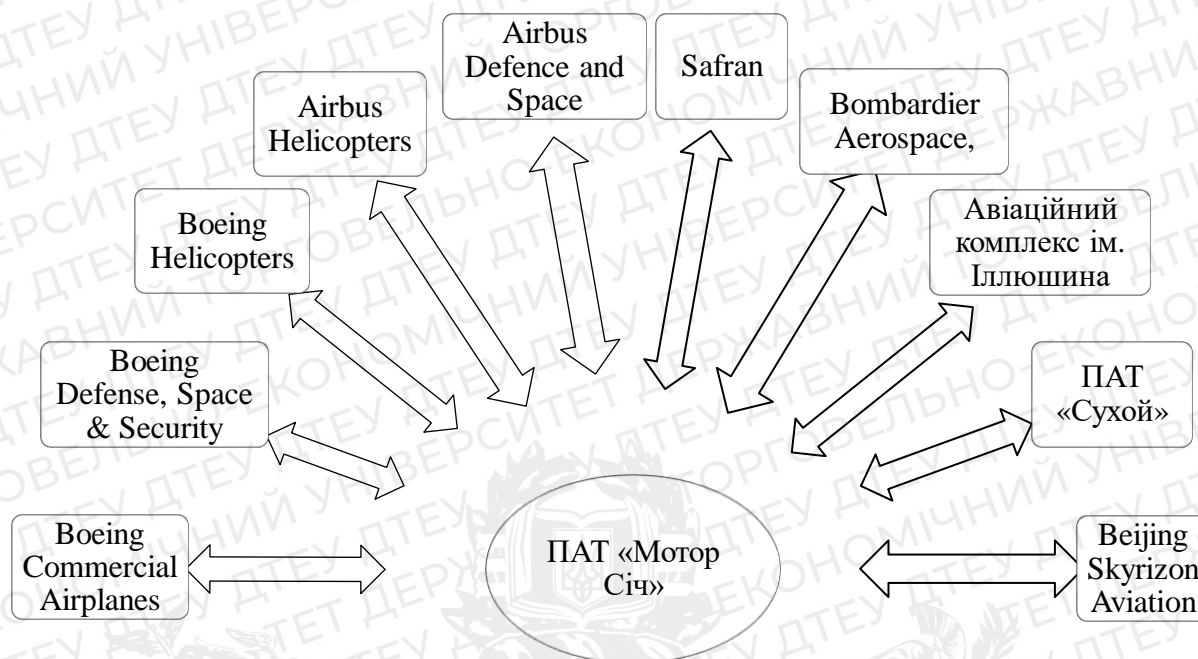 Airbus
Defence and
Space
Safran
Airbus
Helicopters
Bombardier
Aerospace,
Boeing
Helicopters
Авіаційний
комплекс ім.
Іллюшина
Boeing
Defense, Space
& Security
ПАТ
«Сухой»
Boeing
Commercial
Airplanes
ПАТ «Мотор
Січ»
Beijing
Skyrizon
Aviation